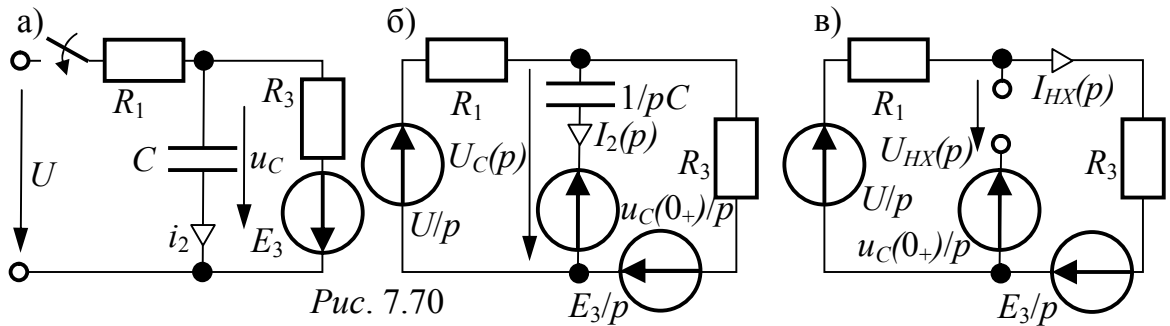 а)
R1
R3
C
uC
U
i2
E3
б)
R1
1/pC
I2(p)
UC(p)
R3
U/p
uC(0+)/p
E3/p
в)
R1
IHX(p)
UHX(p)
R3
U/p
uC(0+)/p
E3/p
Рис. 7.70